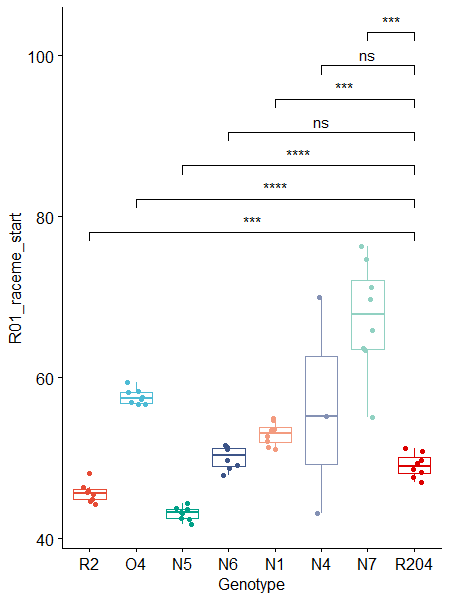 ***
ns
***
ns
****
****
***
100
80
60
40
R01_raceme_start
R2 O4 N5 N6 N1 N4 N7 R204
Genotype